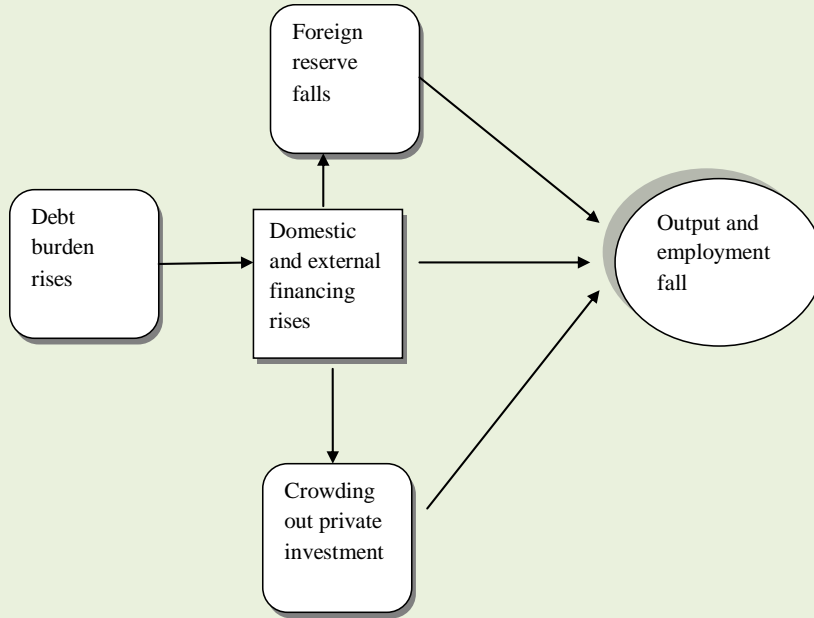 Foreign
reserve
falls
Debt
burden
rises
Domestic
and external
financing
rises
Output and
employment
fall
Crowding
out private
investment